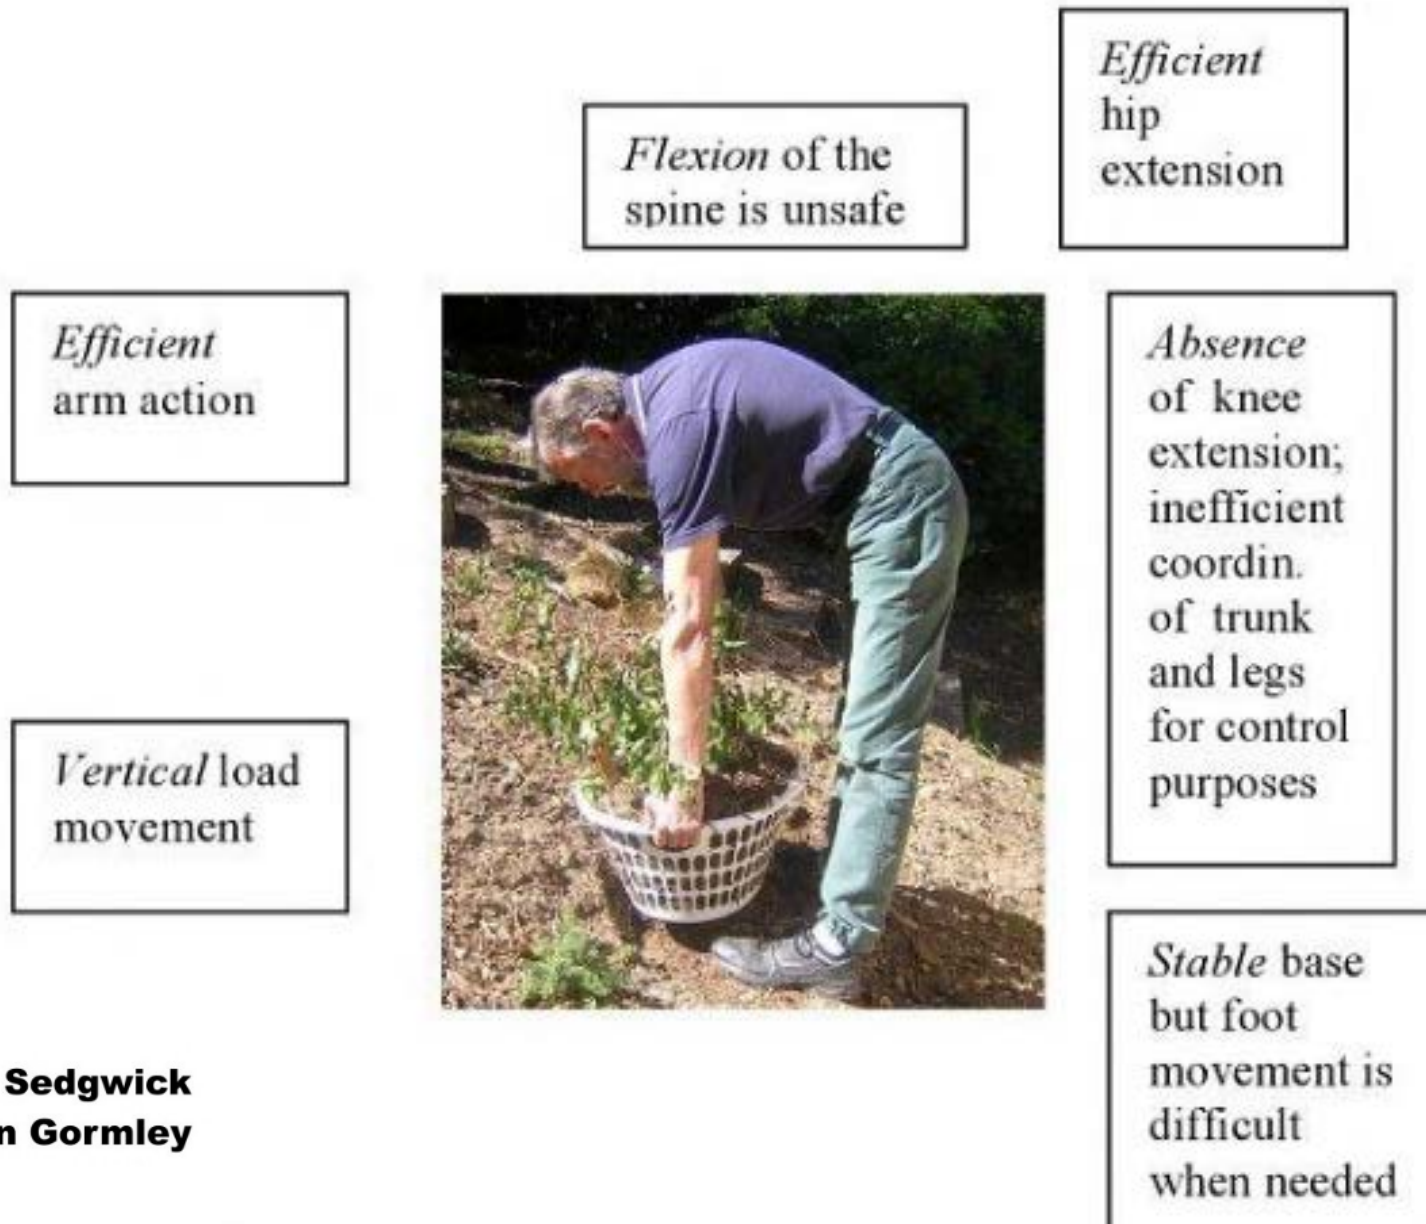 Efficient
hip
extension
Flexion of the
spine is unsafe
Efficient
arm action
Absence
of knee
extension;
inefficient
coordin.
of trunk
and legs
for control
purposes
Vertical load
movement
Stable base
but foot
movement is
difficult
when needed
Sedgwick
n Gormley